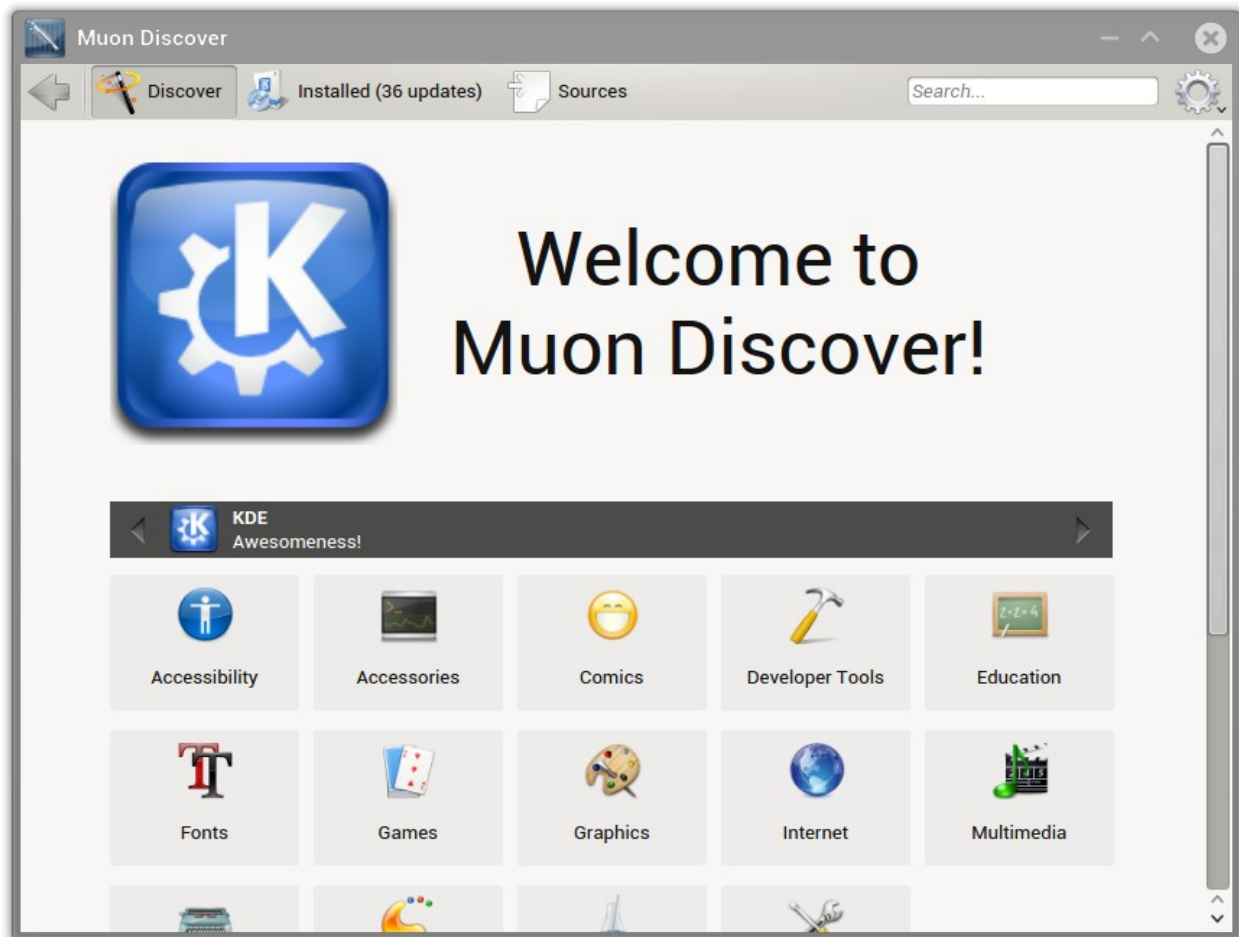 Muon Discover
Discover
Installed (36 updates)
Sources
Search...
K
Welcome to
Muon Discover!
K
KDE
Awesomeness!
Accessibility
Accessories
Comics
Developer Tools
Education
Fonts
Games
Graphics
Internet
Multimedia